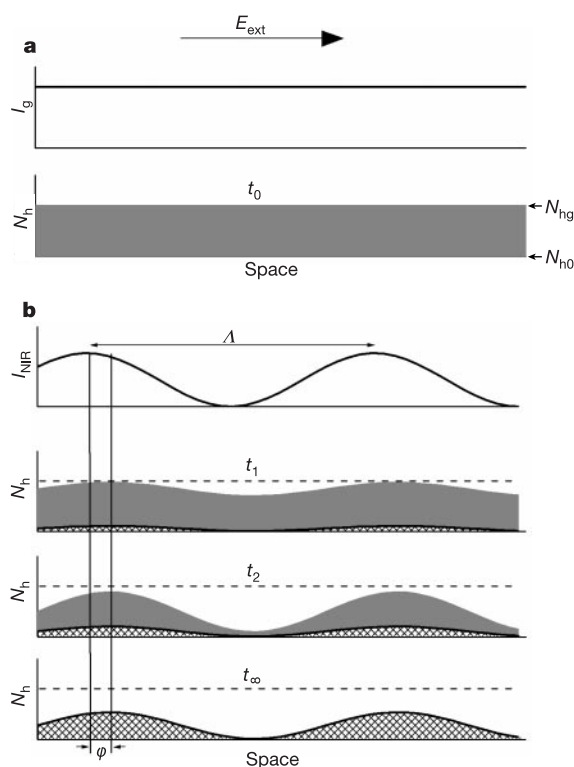 E_ext
a
I_g
t_0
N_h
N_hg
N_h0
Space
b
Λ
I_NIR
t_1
N_h
t_2
N_h
t_∞
N_h
φ
Space